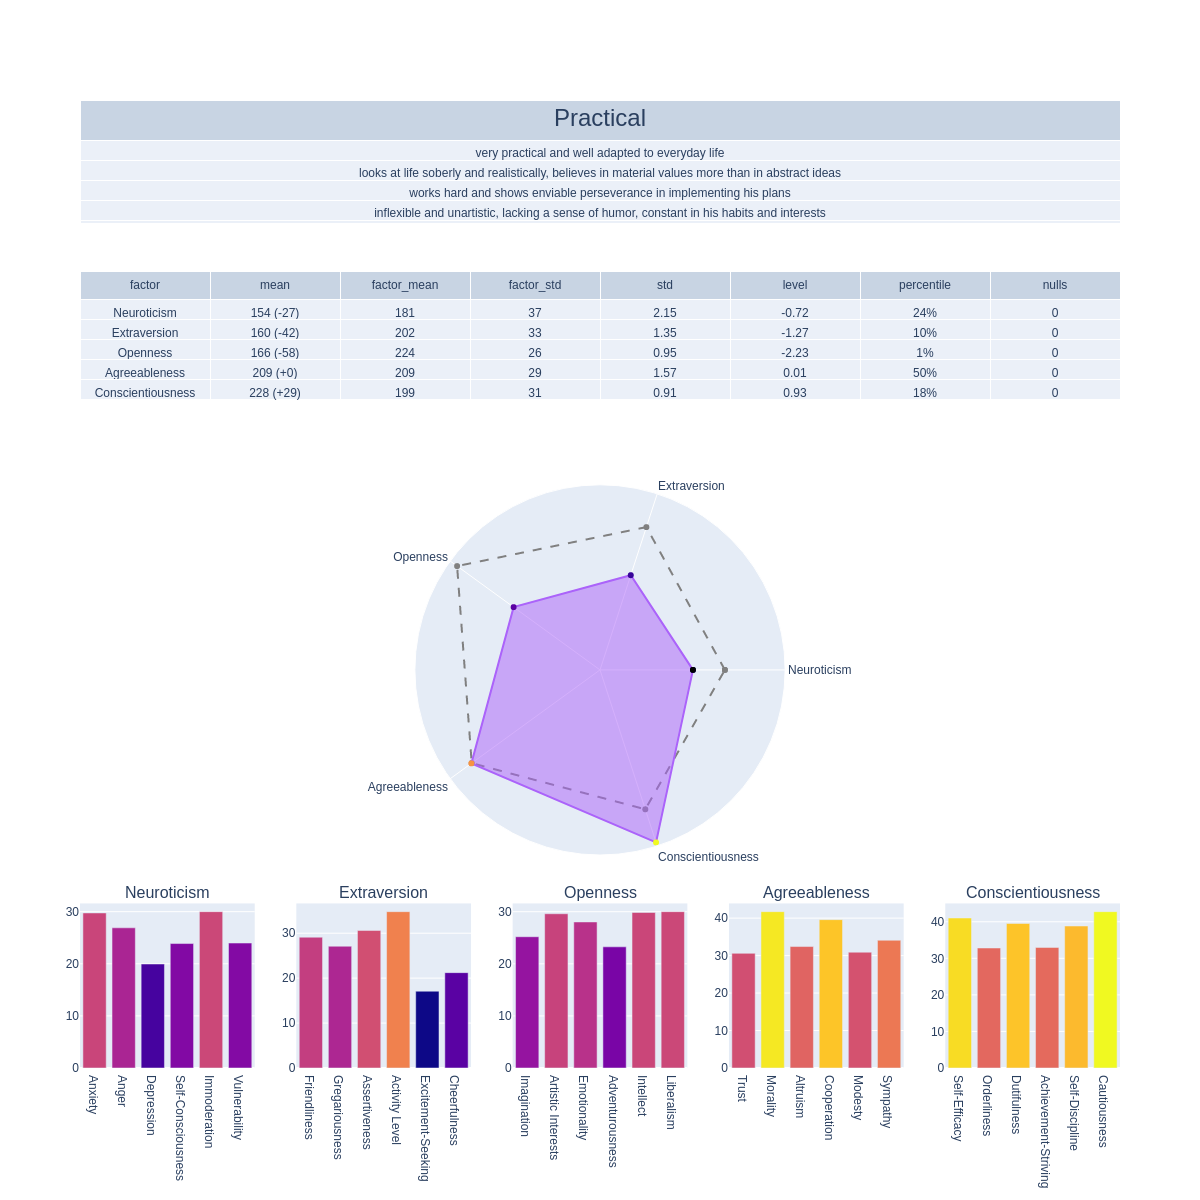 Practical
very practical and well adapted to everyday life
looks at life soberly and realistically, believes in material values more than in abstract ideas
works hard and shows enviable perseverance in implementing his plans
inflexible and unartistic, lacking a sense of humor, constant in his habits and interests
factor mean factor_mean factor_std std level percentile nulls
Neuroticism 154 (-27) 181 37 2.15 -0.72 24% 0
Extraversion 160 (-42) 202 33 1.35 -1.27 10% 0
Openness 166 (-58) 224 26 0.95 -2.23 1% 0
Agreeableness 209 (+0) 209 29 1.57 0.01 50% 0
Conscientiousness 228 (+29) 199 31 0.91 0.93 18% 0
Extraversion
Openness
Neuroticism
Agreeableness
Conscientiousness
Neuroticism
30
20
10
0
Anxiety
Anger
Depression
Self-Consciousness
Immoderation
Vulnerability
Extraversion
30
20
10
0
Friendliness
Gregariousness
Assertiveness
Activity Level
Excitement-Seeking
Cheerfulness
Openness
30
20
10
0
Imagination
Artistic Interests
Emotionality
Adventurousness
Intellect
Liberalism
Agreeableness
40
30
20
10
0
Trust
Morality
Altruism
Cooperation
Modesty
Sympathy
Conscientiousness
40
30
20
10
0
Self-Efficacy
Orderliness
Dutifulness
Achievement-Striving
Self-Discipline
Cautiousness